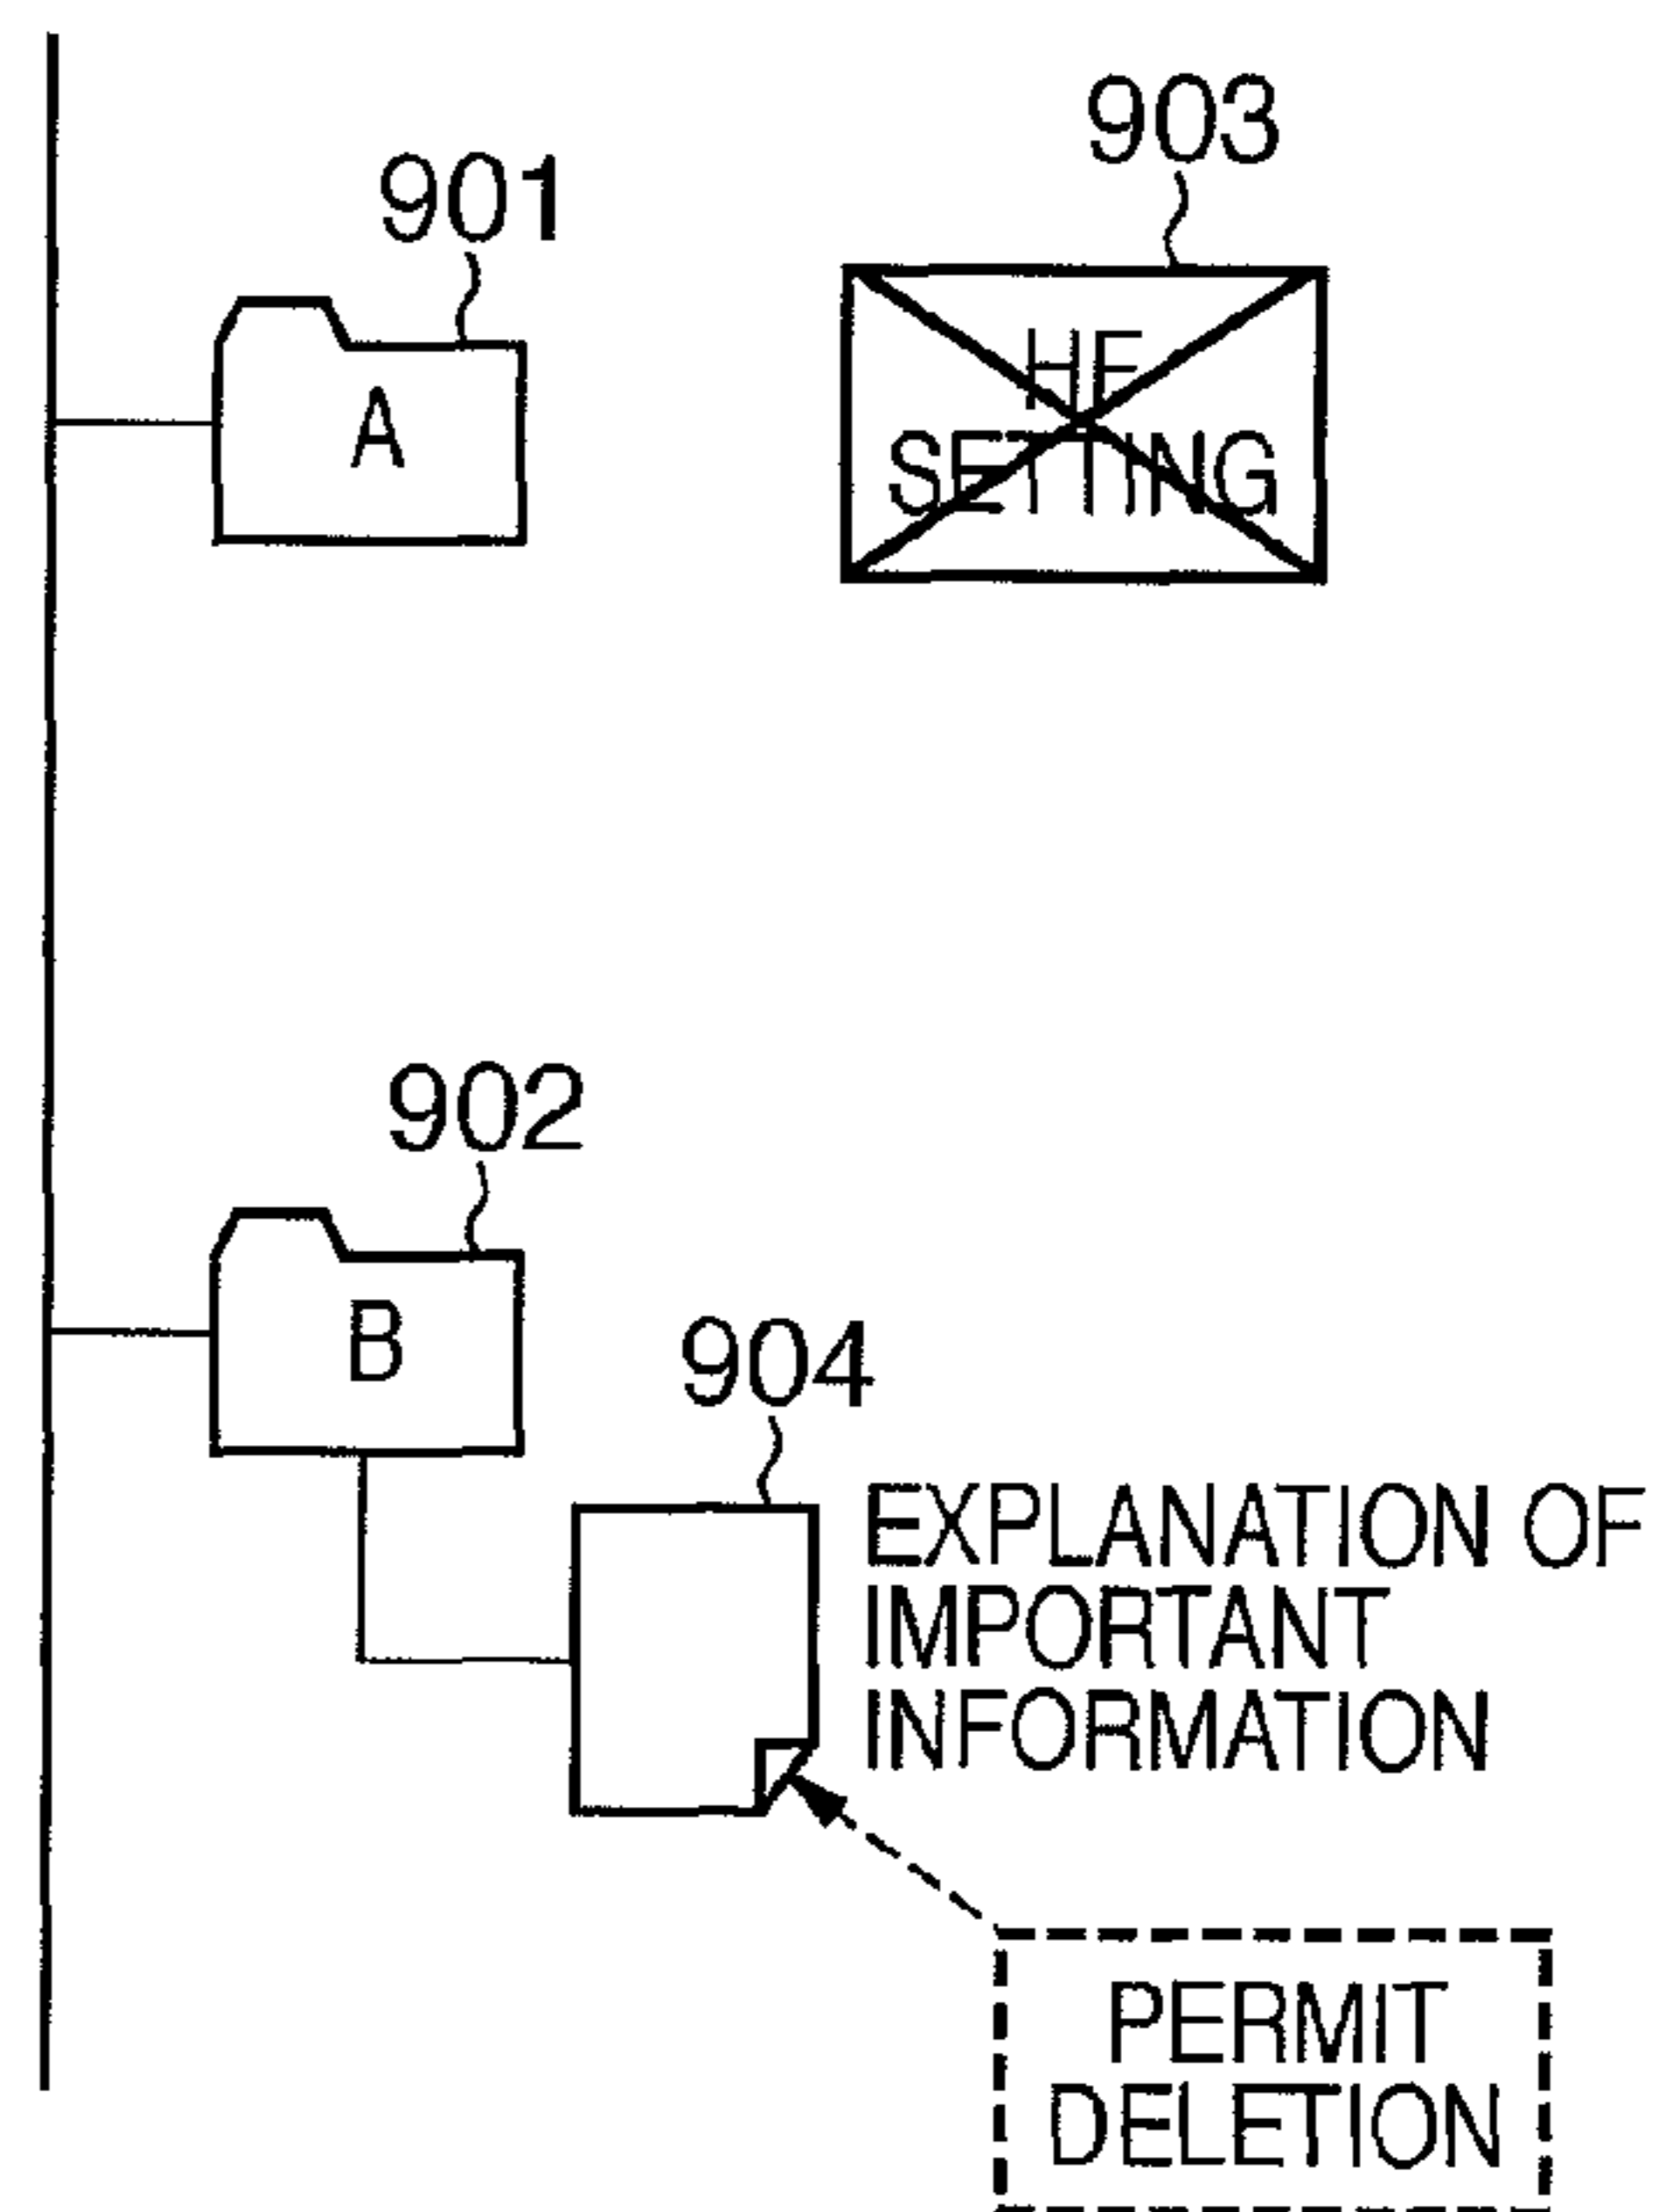 903
901
HF
SETTING
A
902
B
904
EXPLANATION OF
IMPORTANT
INFORMATION
PERMIT
DELETION